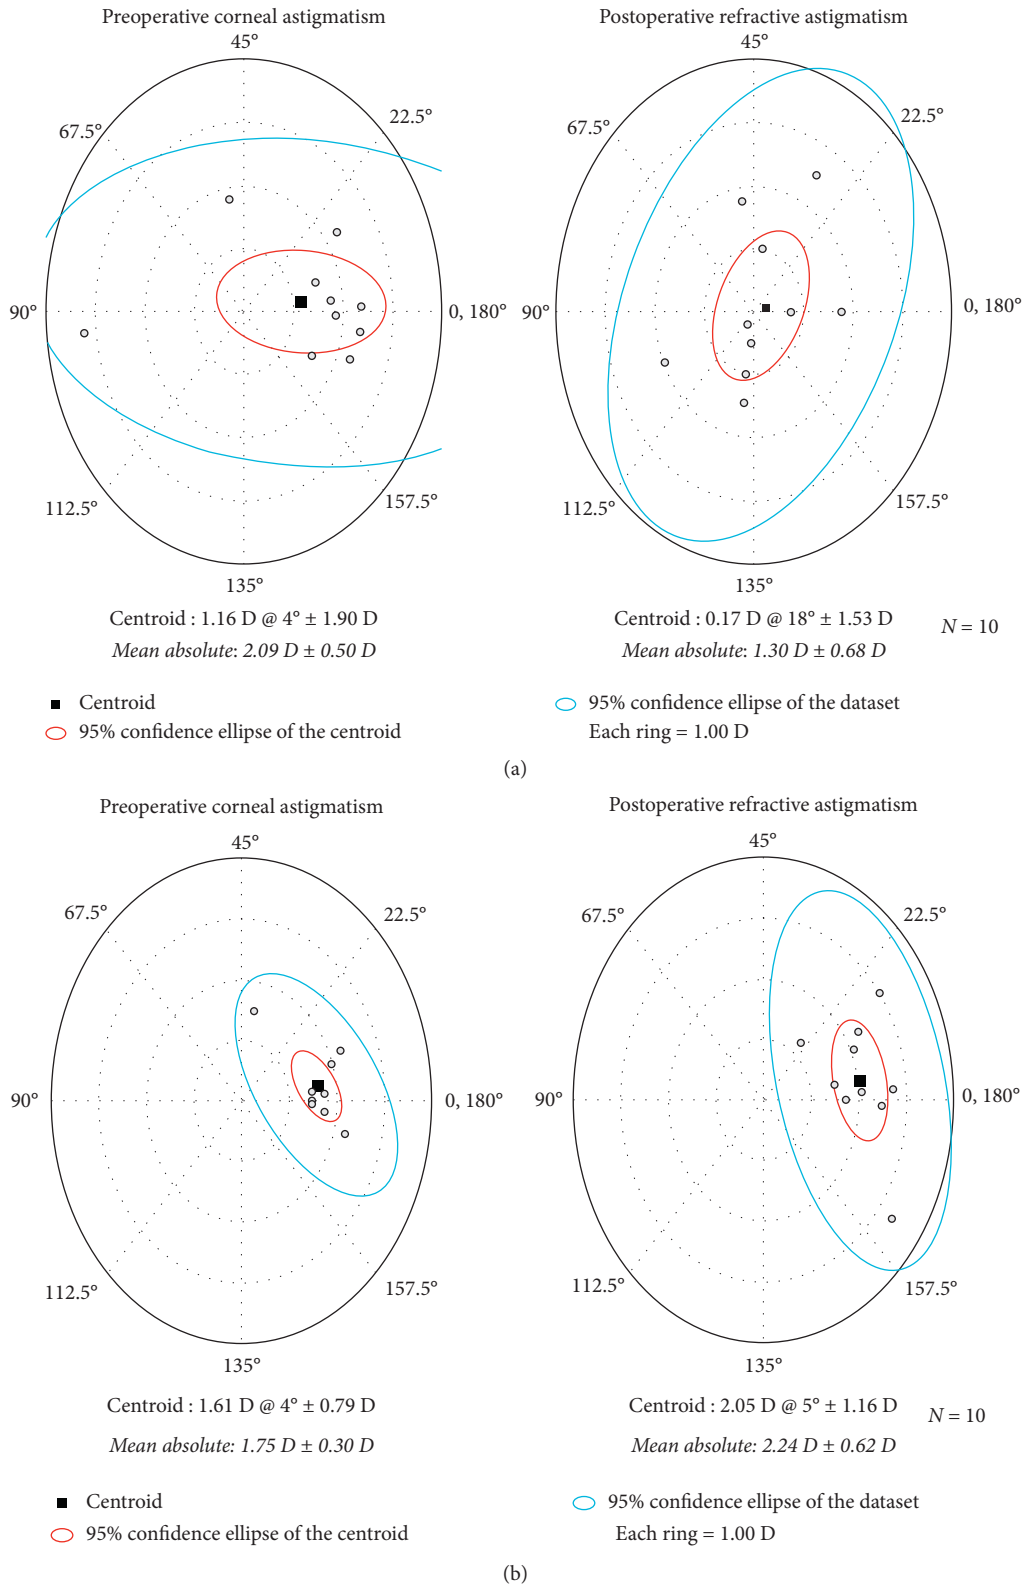 Preoperative corneal astigmatism
45°
67.5°
22.5°
90°
0, 180°
112.5°
157.5°
135°
Centroid : 1.16 D @ 4° ± 1.90 D
Mean absolute: 2.09 D ± 0.50 D
Postoperative refractive astigmatism
45°
67.5°
22.5°
90°
0, 180°
112.5°
157.5°
135°
Centroid : 0.17 D @ 18° ± 1.53 D
Mean absolute: 1.30 D ± 0.68 D
N = 10
Centroid
95% confidence ellipse of the centroid
95% confidence ellipse of the dataset
Each ring = 1.00 D
(a)
Preoperative corneal astigmatism
45°
67.5°
22.5°
90°
0, 180°
112.5°
157.5°
135°
Centroid : 1.61 D @ 4° ± 0.79 D
Mean absolute: 1.75 D ± 0.30 D
Postoperative refractive astigmatism
45°
67.5°
22.5°
90°
0, 180°
112.5°
157.5°
135°
Centroid : 2.05 D @ 5° ± 1.16 D
Mean absolute: 2.24 D ± 0.62 D
N = 10
Centroid
95% confidence ellipse of the centroid
95% confidence ellipse of the dataset
Each ring = 1.00 D
(b)